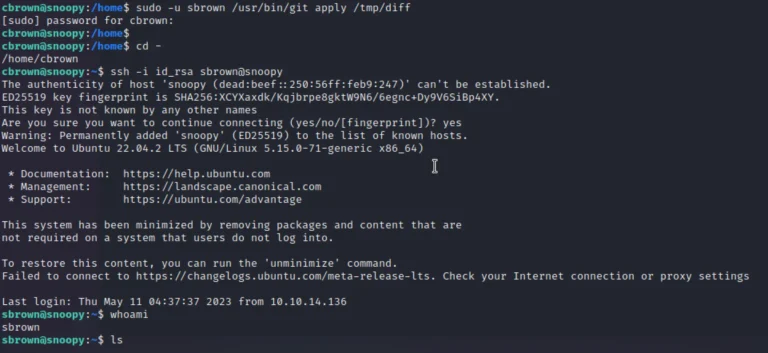 cbrown@snoopy:/home$ sudo -u sbrown /usr/bin/git apply /tmp/diff
[sudo] password for cbrown:
cbrown@snoopy:/home$
cbrown@snoopy:/home$ cd -
/home/cbrown
cbrown@snoopy:~$ ssh -i id_rsa sbrown@snoopy
The authenticity of host 'snoopy (dead:beef::250:56ff:feb9:247)' can't be established.
ED25519 key fingerprint is SHA256:XCYXaxdk/Kqjbrpe8gktW9N6/6egnc+Dy9V6SiBp4XY.
This key is not known by any other names
Are you sure you want to continue connecting (yes/no/[fingerprint])? yes
Warning: Permanently added 'snoopy' (ED25519) to the list of known hosts.
Welcome to Ubuntu 22.04.2 LTS (GNU/Linux 5.15.0-71-generic x86_64)
* Documentation: https://help.ubuntu.com
* Management: https://landscape.canonical.com
* Support: https://ubuntu.com/advantage
This system has been minimized by removing packages and content that are
not required on a system that users do not log into.
To restore this content, you can run the 'unminimize' command.
Failed to connect to https://changelogs.ubuntu.com/meta-release-lts. Check your Internet connection or proxy settings
Last login: Thu May 11 04:37:37 2023 from 10.10.14.136
sbrown@snoopy:~$ whoami
sbrown
sbrown@snoopy:~$ ls